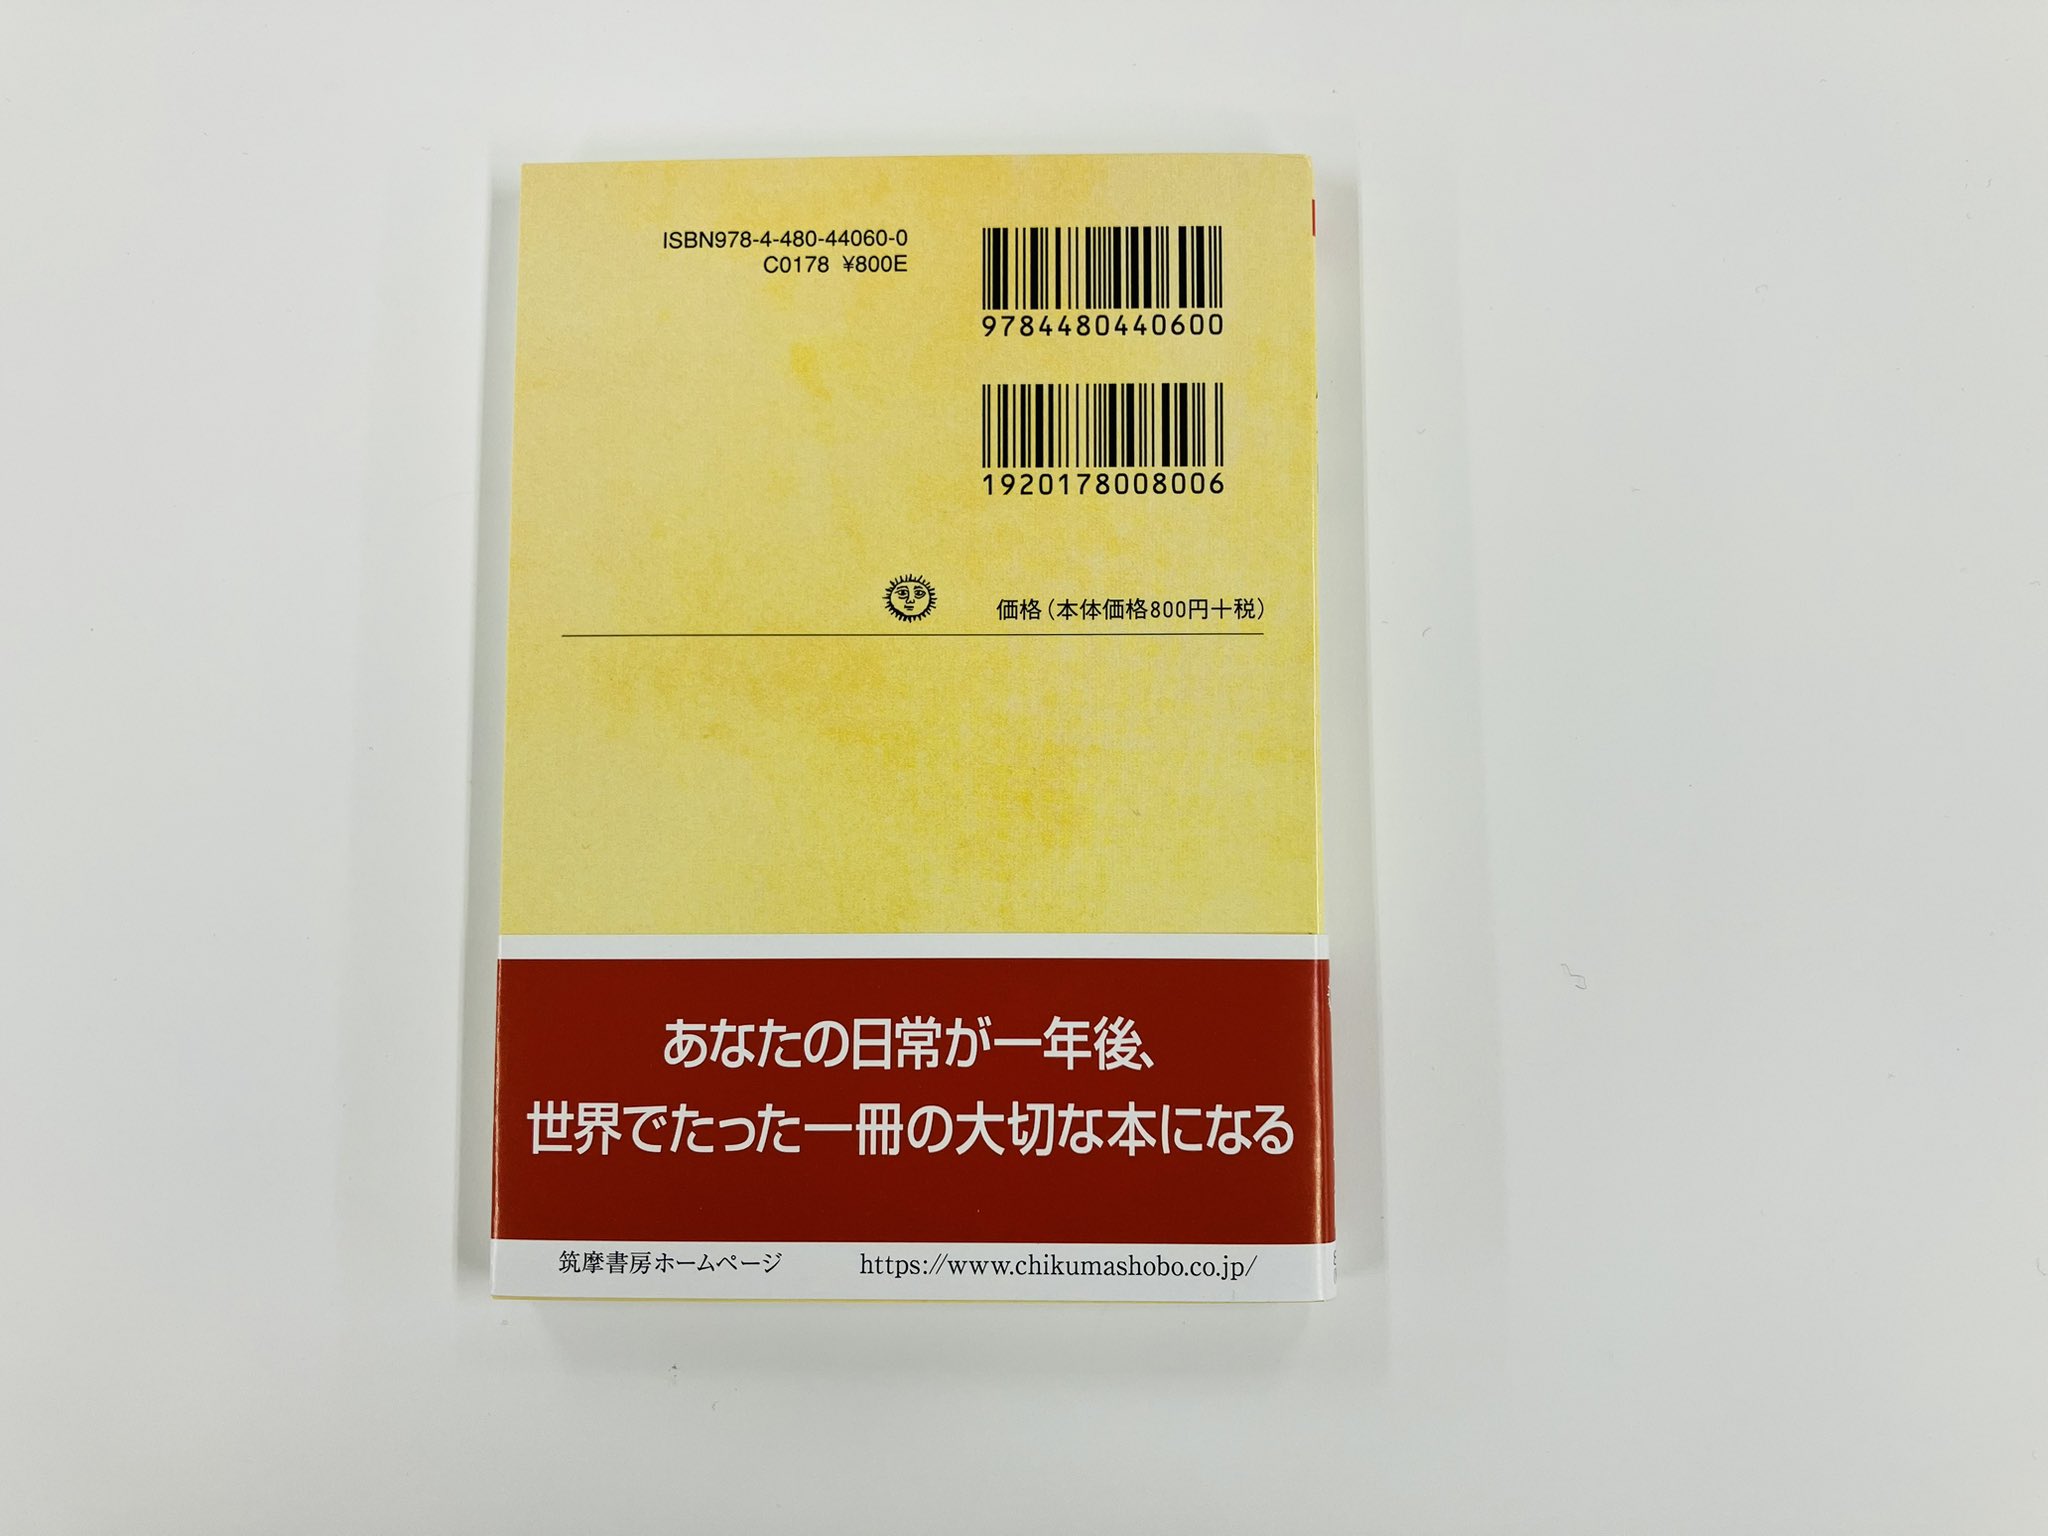 ISBN978-4-480-44060-0
C0178 ¥800E
9784480440600
1920178008006
価格(本体価格800円+税)
あなたの日常が一年後、
世界でたった一冊の大切な本になる
筑摩書房ホームページ https://www.chikumashobo.co.jp/